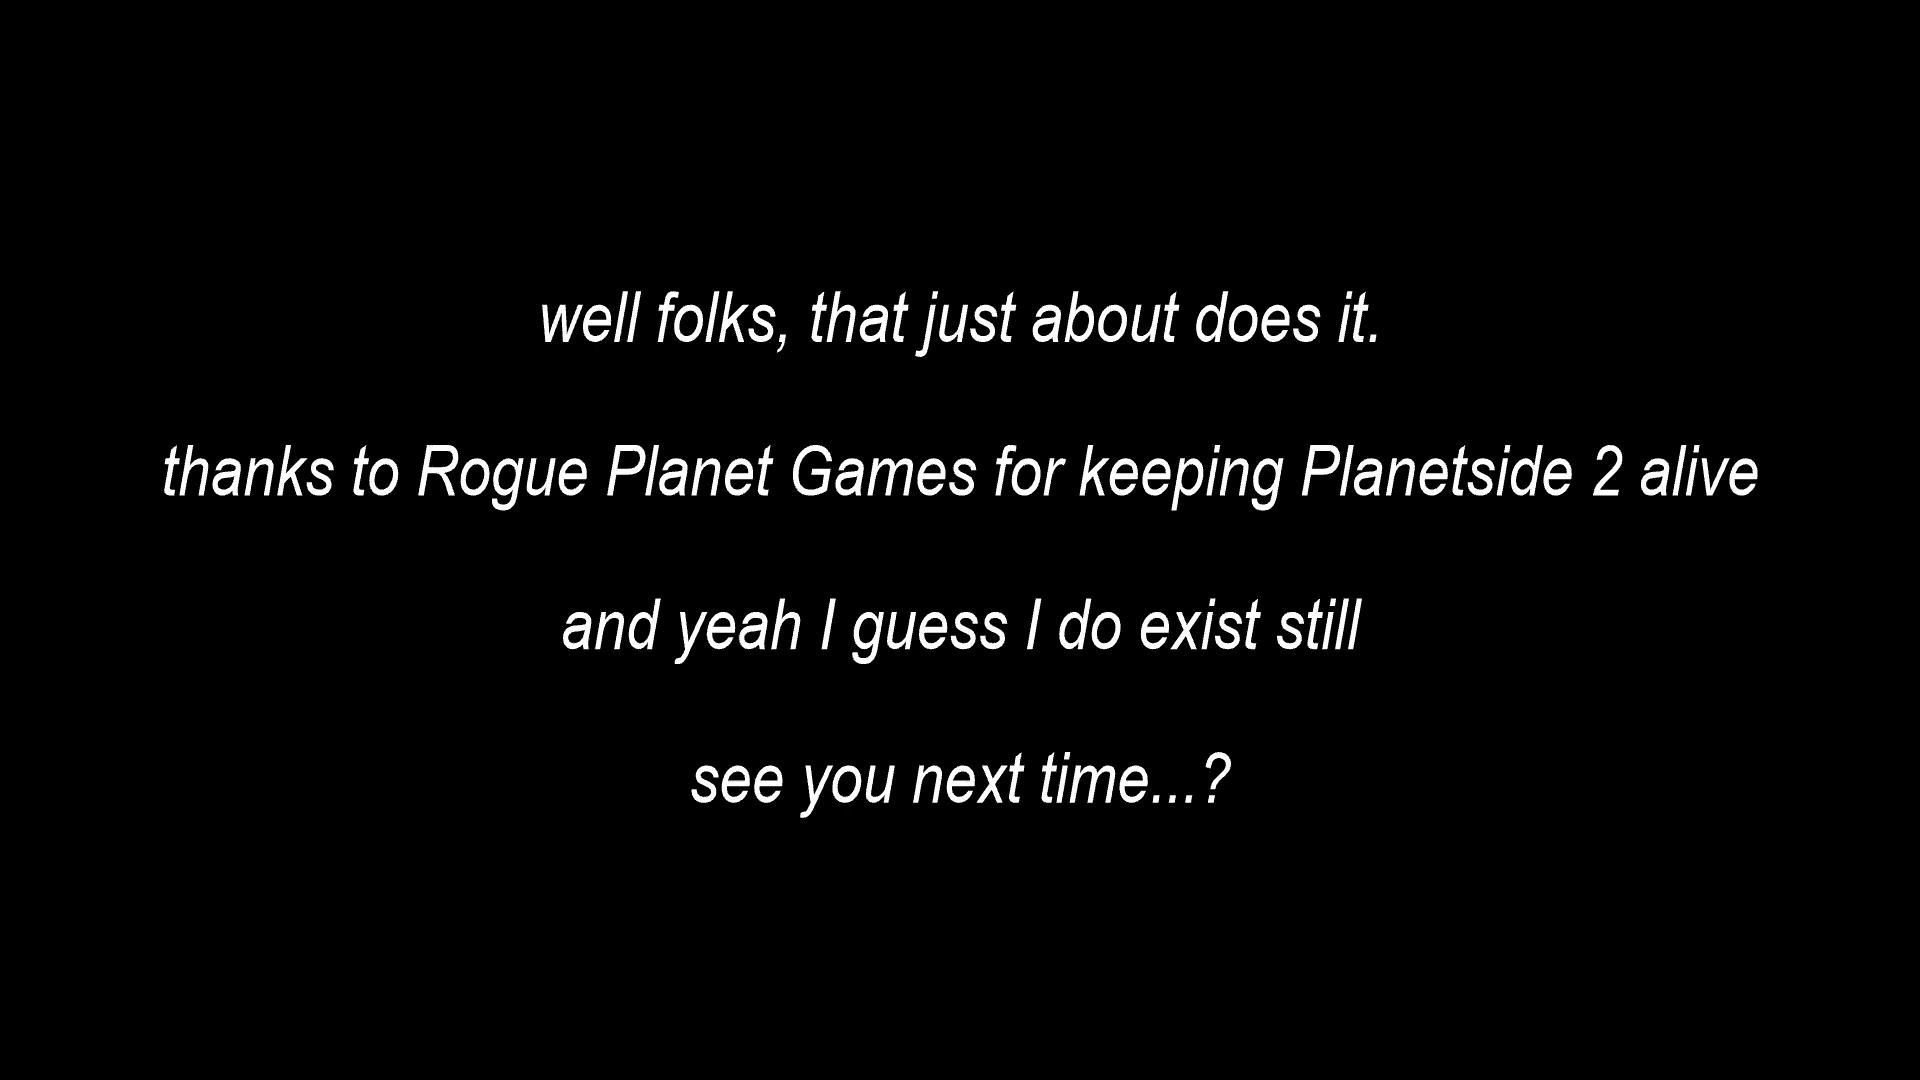 well folks, that just about does it.
thanks to Rogue Planet Games for keeping Planetside 2 alive
and yeah I guess I do exist still
see you next time...?